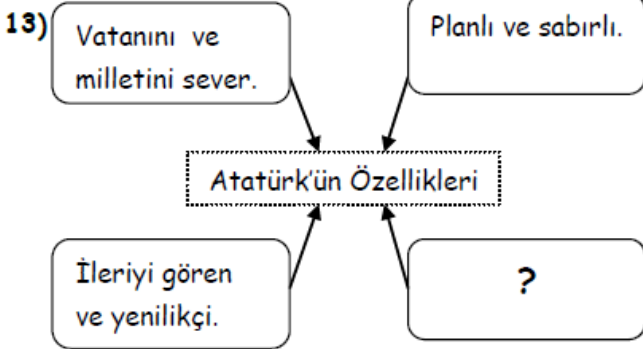 13)
Vatanını ve
milletini sever.
Planlı ve sabırlı.
Atatürk'ün Özellikleri
İleriyi gören
ve yenilikçi.
?